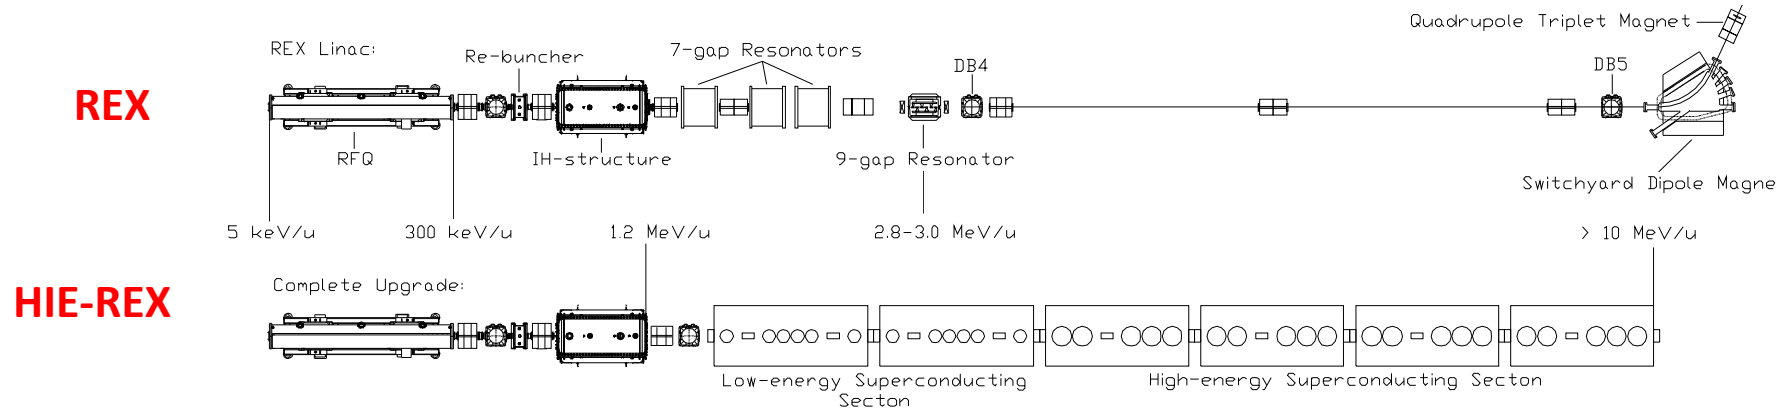 Quadrupole Triplet Magnet
REX Linac:
Re-buncher
7-gap Resonators
DB4
DB5
REX
RFQ
IH-structure
9-gap Resonator
Switchyard Dipole Magne
5 keV/u
300 keV/u
1.2 MeV/u
2.8-3.0 MeV/u
> 10 MeV/u
Complete Upgrade:
HIE-REX
Low-energy Superconducting
Secton
High-energy Superconducting Secton